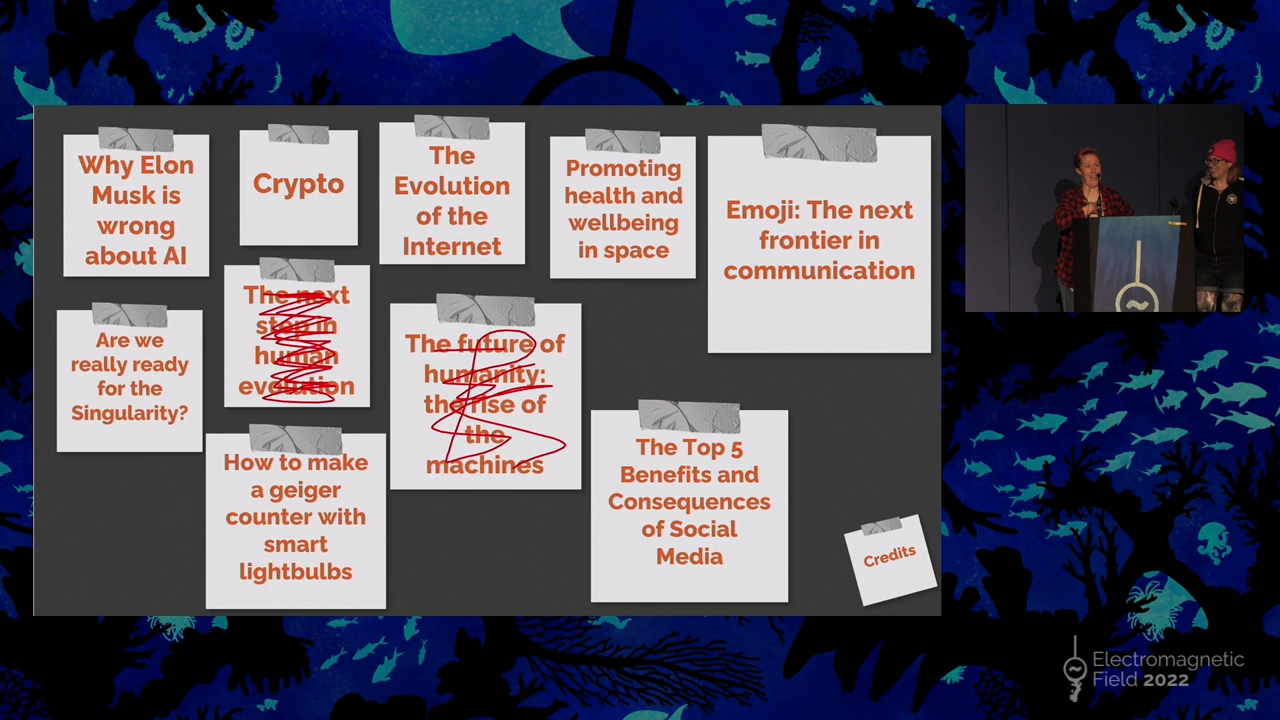 Why Elon
Musk is
wrong
about AI
Crypto
The
Evolution
of the
Internet
Promoting
health and
wellbeing
in space
Emoji: The next
frontier in
communication
Are we
really ready
for the
Singularity?
The next
step in
human
evolution
The future of
humanity:
the rise of
the
machines
How to make
a geiger
counter with
smart
lightbulbs
The Top 5
Benefits and
Consequences
of Social
Media
Credits
Electromagnetic
Field 2022